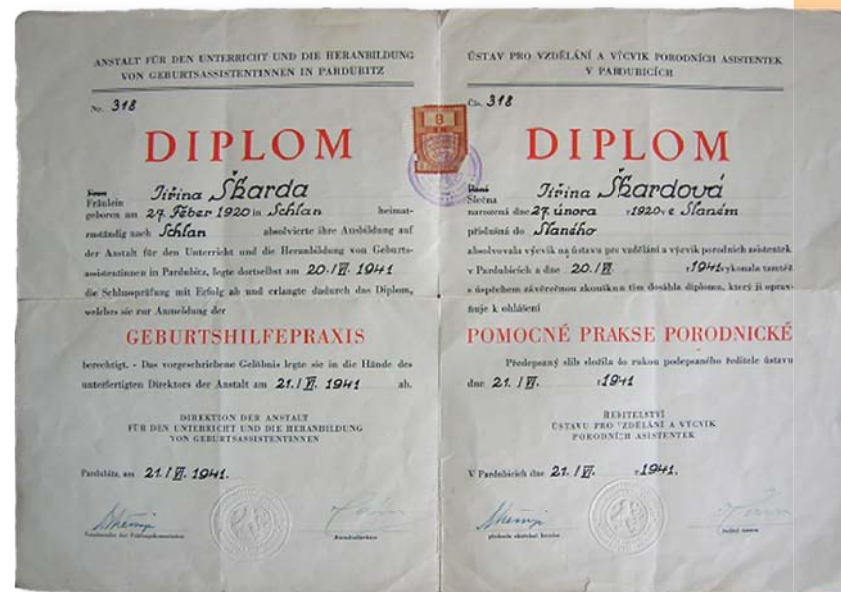 ANSTALT FÜR DEN UNTERRICHT UND DIE HERANBILDUNG
VON GEBURTSASSISTENTINNEN IN PARDUBITZ
Nr. 318
DIPLOM
Fräulein Jiřina Škarda
geboren am 27. Feber 1920 in Schlan heimat-
zuständig nach Schlan absolvierte ihre Ausbildung auf
der Anstalt für den Unterricht und die Heranbildung von Geburts-
assistentinnen in Pardubitz, legte dortselbst am 20./VI. 1941
die Schlussprüfung mit Erfolg ab und erlangte dadurch das Diplom,
welches sie zur Anmeldung der
GEBURTSHILFEPRAXIS
berechtigt. - Das vorgeschriebene Gelöbnis legte sie in die Hände des
unterfertigten Direktors der Anstalt am 21./VI. 1941 ab.
DIREKTION DER ANSTALT
FÜR DEN UNTERRICHT UND DIE HERANBILDUNG
VON GEBURTSASSISTENTINNEN
Pardubitz, am 21./VI. 1941.
8
ÚSTAV PRO VZDĚLÁNÍ A VÝCVIK PORODNÍCH ASISTENTEK
V PARDUBICÍCH
Čís. 318
DIPLOM
Slečna Jiřina Škardová
narozená dne 27. února r. 1920 v e Slaném
příslušná do Slaného
absolvovala výcvik na ústavu pro vzdělání a výcvik porodních asistentek
v Pardubicích a dne 20./VI. r. 1941 vykonala tamtéž
s úspěchem závěrečnou zkoušku a tím dosáhla diplomu, který ji oprav-
ňuje k ohlášení
POMOCNÉ PRAKSE PORODNICKÉ
Předepsaný slib složila do rukou podepsaného ředitele ústavu
dne 21./VI. r. 1941
ŘEDITELSTVÍ
ÚSTAVU PRO VZDĚLÁNÍ A VÝCVIK
PORODNÍCH ASISTENTEK
V Pardubicích dne 21./VI. r. 1941.